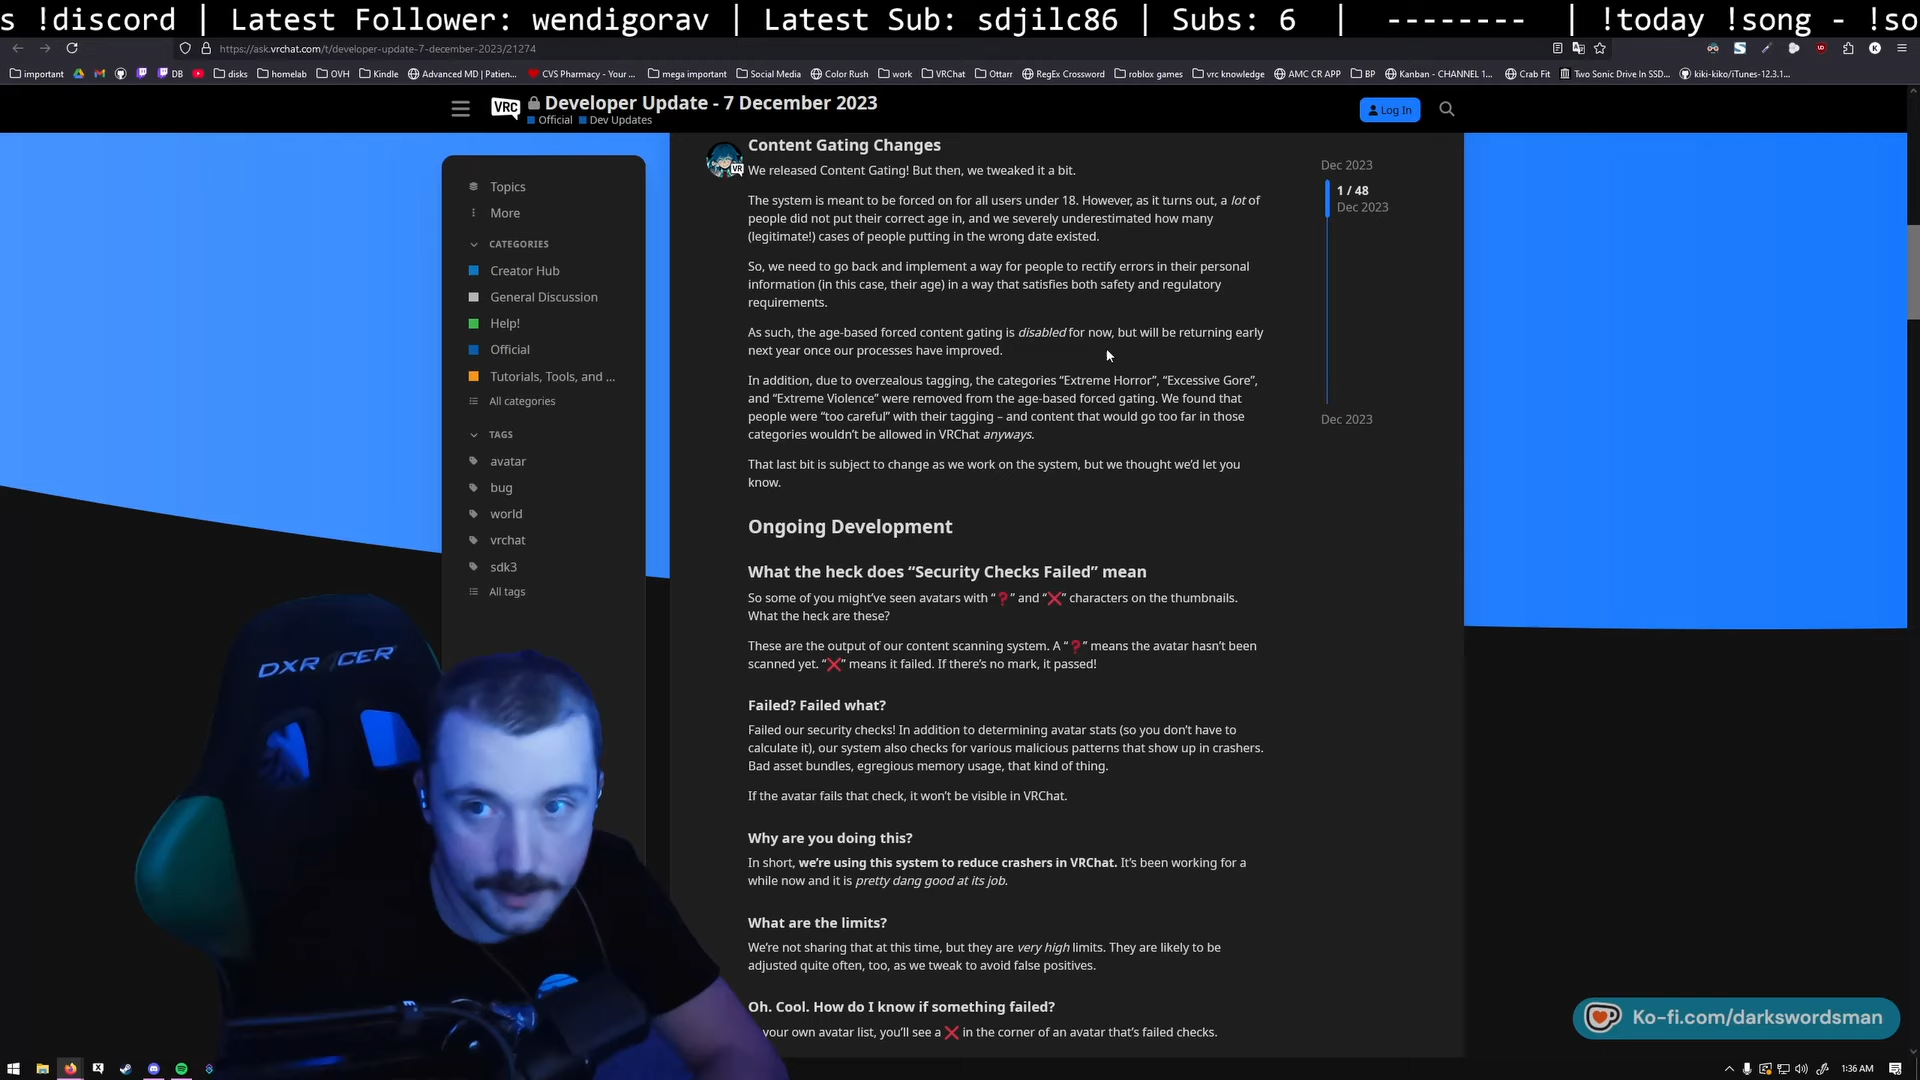 s !discord | Latest Follower: wendigorav | Latest Sub: sdjilc86 | Subs: 6 | -------- | !today !song - !so
https://ask.vrchat.com/t/developer-update-7-december-2023/21274
important
DB
disks
homelab
OVH
Kindle
Advanced MD | Patien...
CVS Pharmacy - Your ...
mega important
Social Media
Color Rush
work
VRChat
Ottarr
RegEx Crossword
roblox games
vrc knowledge
AMC CR APP
BP
Kanban - CHANNEL 1...
Crab Fit
Two Sonic Drive In SSD...
kiki-kiko/iTunes-12.3.1...
VRC
Developer Update - 7 December 2023
Official Dev Updates
Log In
Topics
More
CATEGORIES
Creator Hub
General Discussion
Help!
Official
Tutorials, Tools, and ...
All categories
TAGS
avatar
bug
world
vrchat
sdk3
All tags
Content Gating Changes
We released Content Gating! But then, we tweaked it a bit.
The system is meant to be forced on for all users under 18. However, as it turns out, a lot of
people did not put their correct age in, and we severely underestimated how many
(legitimate!) cases of people putting in the wrong date existed.
So, we need to go back and implement a way for people to rectify errors in their personal
information (in this case, their age) in a way that satisfies both safety and regulatory
requirements.
As such, the age-based forced content gating is disabled for now, but will be returning early
next year once our processes have improved.
In addition, due to overzealous tagging, the categories “Extreme Horror”, “Excessive Gore”,
and “Extreme Violence” were removed from the age-based forced gating. We found that
people were “too careful” with their tagging – and content that would go too far in those
categories wouldn’t be allowed in VRChat anyways.
That last bit is subject to change as we work on the system, but we thought we’d let you
know.
Ongoing Development
What the heck does “Security Checks Failed” mean
So some of you might’ve seen avatars with “❓” and “❌” characters on the thumbnails.
What the heck are these?
These are the output of our content scanning system. A “❓” means the avatar hasn’t been
scanned yet. “❌” means it failed. If there’s no mark, it passed!
Failed? Failed what?
Failed our security checks! In addition to determining avatar stats (so you don’t have to
calculate it), our system also checks for various malicious patterns that show up in crashers.
Bad asset bundles, egregious memory usage, that kind of thing.
If the avatar fails that check, it won’t be visible in VRChat.
Why are you doing this?
In short, we’re using this system to reduce crashers in VRChat. It’s been working for a
while now and it is pretty dang good at its job.
What are the limits?
We’re not sharing that at this time, but they are very high limits. They are likely to be
adjusted quite often, too, as we tweak to avoid false positives.
Oh. Cool. How do I know if something failed?
your own avatar list, you’ll see a ❌ in the corner of an avatar that’s failed checks.
Dec 2023
1 / 48
Dec 2023
Dec 2023
DXRACER
Ko-fi.com/darkswordsman
1:36 AM